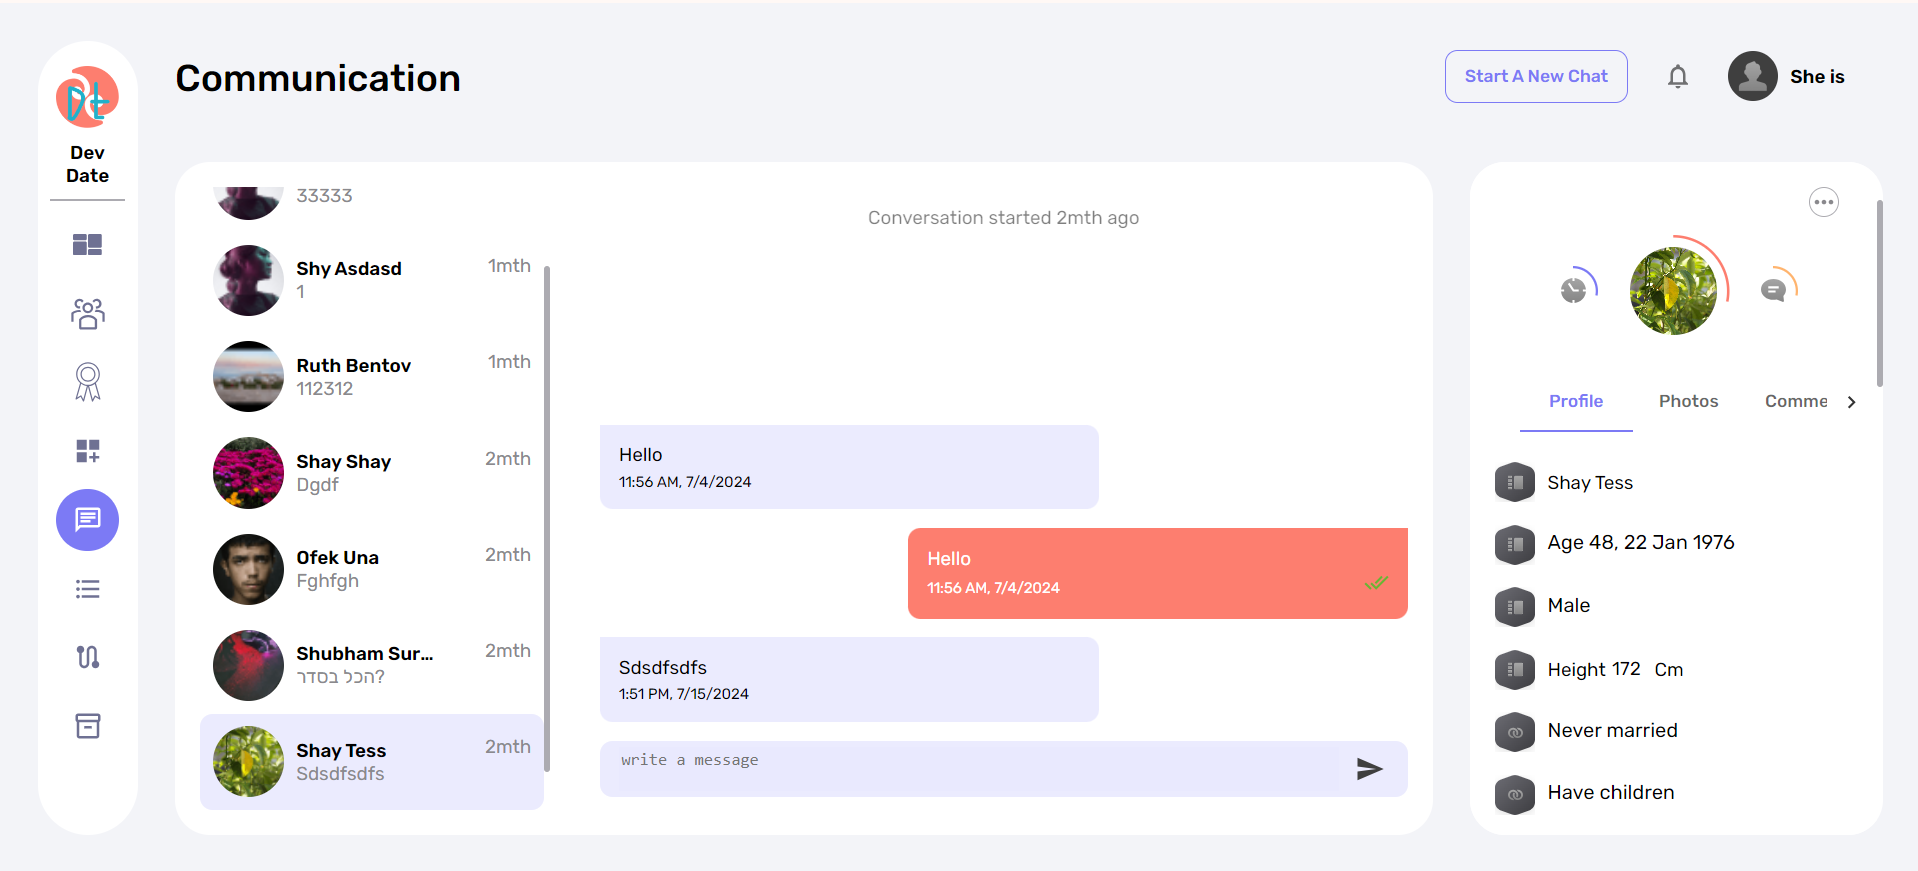 Dt
Dev
Date
Communication
Start A New Chat
She is
33333
Shy Asdasd
1mth
1
Ruth Bentov
1mth
112312
Shay Shay
2mth
Dgdf
Ofek Una
2mth
Fghfgh
Shubham Sur...
2mth
הכל בסדר?
Shay Tess
2mth
Sdsdfsdfs
Conversation started 2mth ago
Hello
11:56 AM, 7/4/2024
Hello
11:56 AM, 7/4/2024
Sdsdfsdfs
1:51 PM, 7/15/2024
write a message
Profile
Photos
Comme
Shay Tess
Age 48, 22 Jan 1976
Male
Height 172 Cm
Never married
Have children